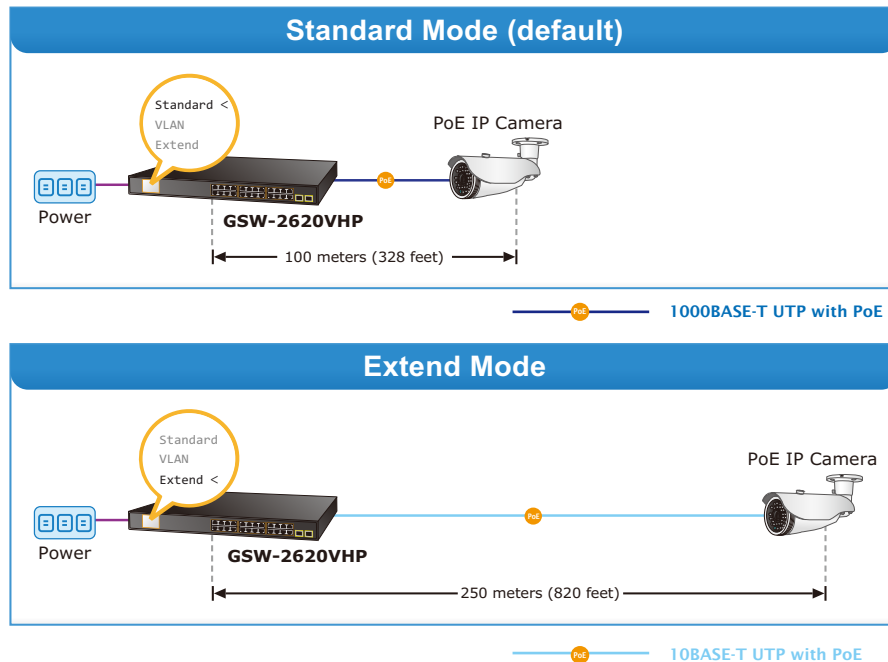 Standard Mode (default)
Standard <
VLAN
Extend
PoE IP Camera
Power
PoE
GSW-2620VHP
100 meters (328 feet)
PoE
1000BASE-T UTP with PoE
Extend Mode
Standard
VLAN
Extend <
PoE IP Camera
Power
PoE
GSW-2620VHP
250 meters (820 feet)
PoE
10BASE-T UTP with PoE